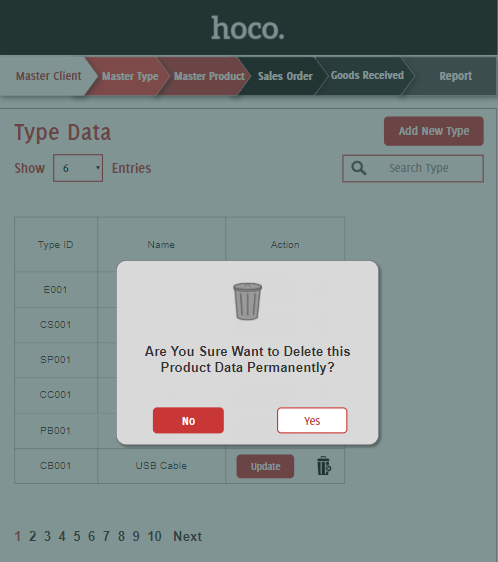 hoco.
Master Client Master Type Master Product Sales Order Goods Received Report
Type Data
Add New Type
Show 6 Entries
Search Type
Type ID Name Action
E001
CS001
SP001
CC001
PB001
CB001 USB Cable Update
Are You Sure Want to Delete this
Product Data Permanently?
No Yes
1 2 3 4 5 6 7 8 9 10 Next